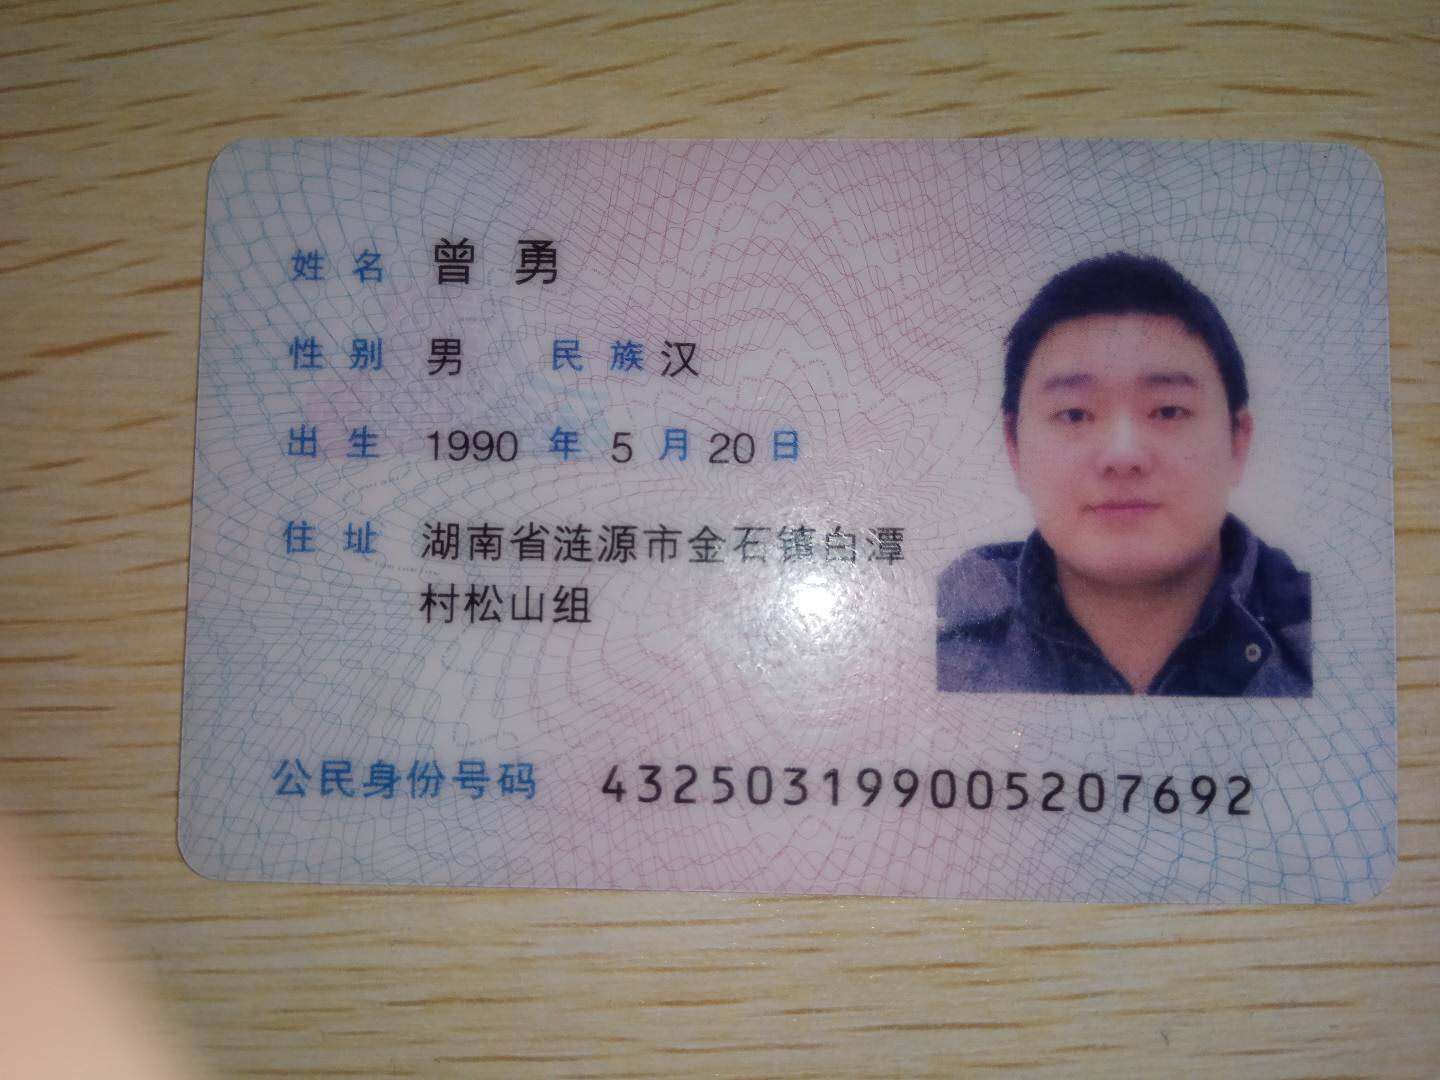 姓名 曾勇
性别 男 民族 汉
出生 1990 年 5 月 20 日
住址 湖南省涟源市金石镇白潭
村松山组
公民身份号码 432503199005207692